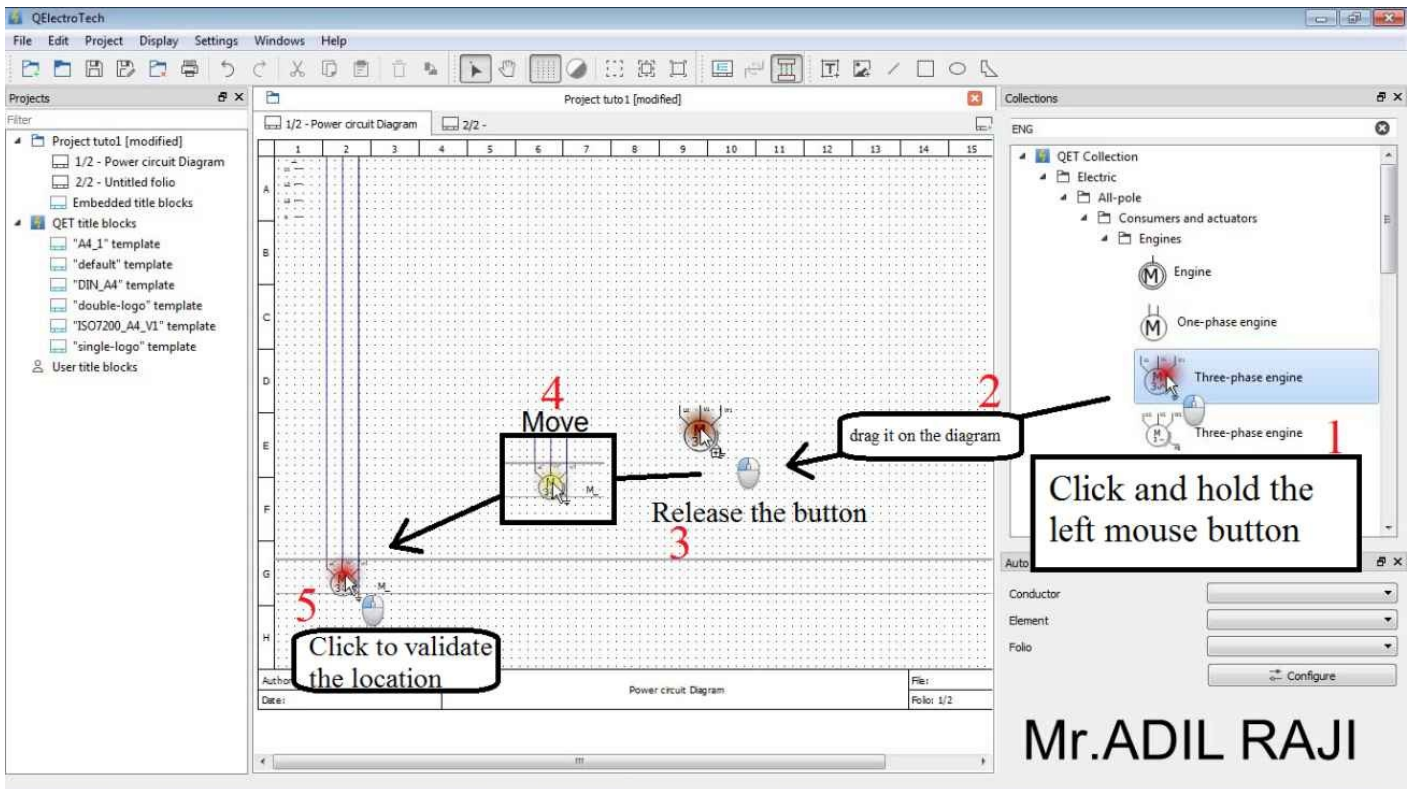 QElectroTech
File Edit Project Display Settings Windows Help
Projects
Project tuto1 [modified]
Collections
Filter
1/2 - Power circuit Diagram
2/2 -
ENG
Project tuto1 [modified]
1/2 - Power circuit Diagram
2/2 - Untitled folio
Embedded title blocks
QET title blocks
"A4_1" template
"default" template
"DIN_A4" template
"double-logo" template
"ISO7200_A4_V1" template
"single-logo" template
User title blocks
1 2 3 4 5 6 7 8 9 10 11 12 13 14 15
A
B
C
D
E
F
G
H
QET Collection
Electric
All-pole
Consumers and actuators
Engines
M Engine
M One-phase engine
Three-phase engine
Three-phase engine
1
Click and hold the
left mouse button
2
drag it on the diagram
Release the button
3
4
Move
M_
M_
5
Click to validate
the location
Date:
Power circuit Diagram
File:
Folio: 1/2
Auto
Conductor
Element
Folio
Configure
Mr.ADIL RAJI